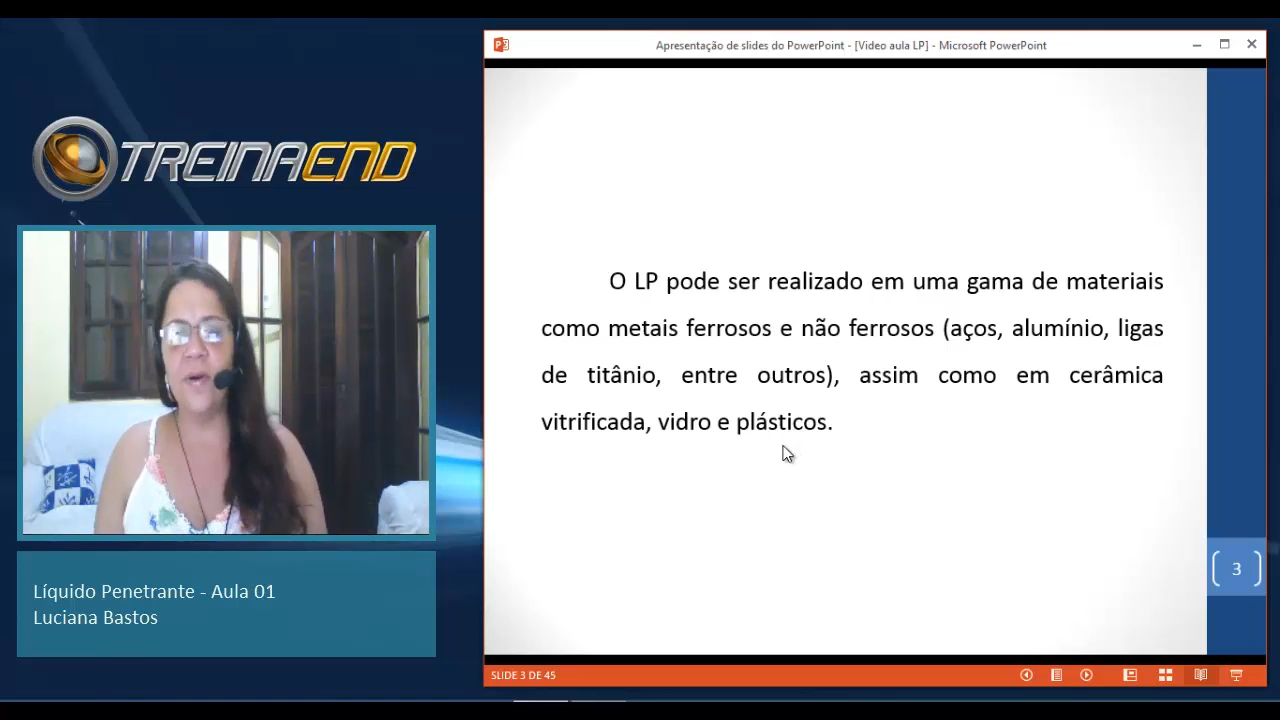 TREINAEND
Líquido Penetrante - Aula 01
Luciana Bastos
Apresentação de slides do PowerPoint - [Video aula LP] - Microsoft PowerPoint
O LP pode ser realizado em uma gama de materiais
como metais ferrosos e não ferrosos (aços, alumínio, ligas
de titânio, entre outros), assim como em cerâmica
vitrificada, vidro e plásticos.
3
SLIDE 3 DE 45